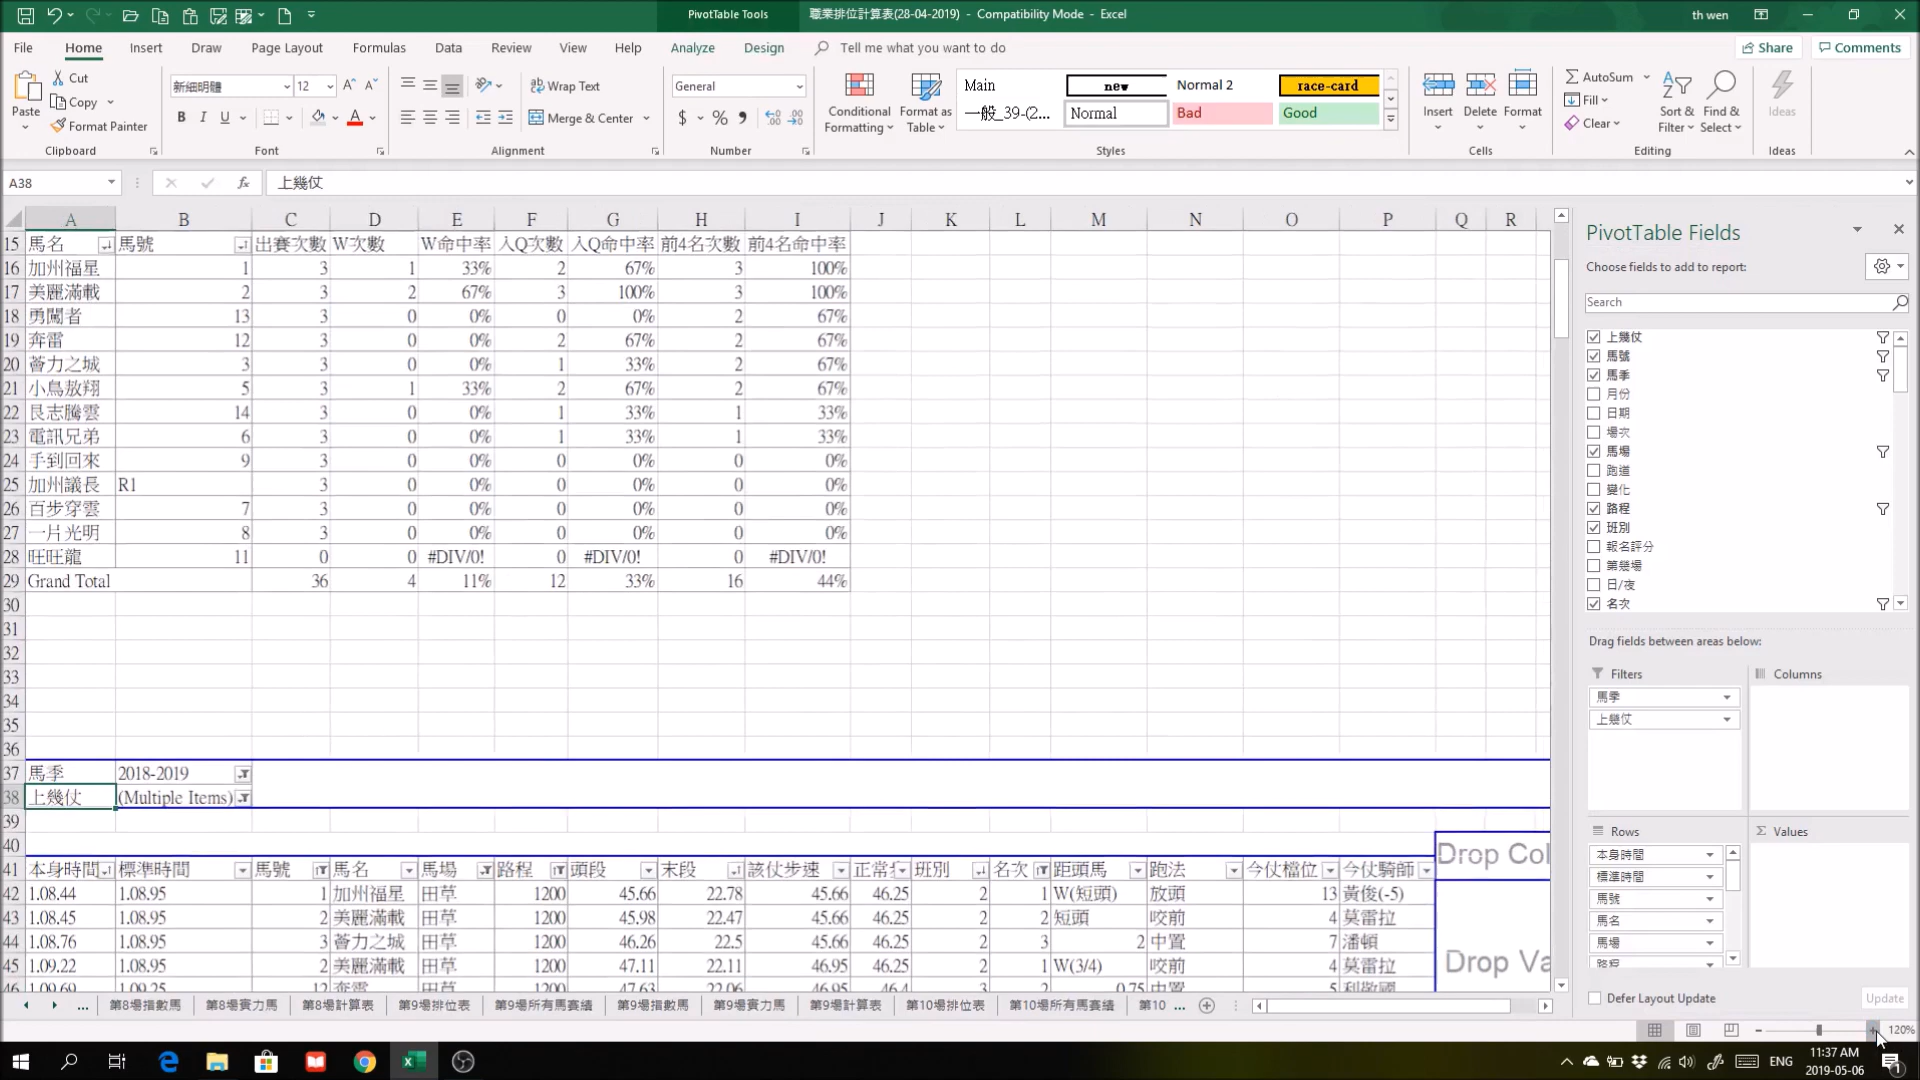 PivotTable Tools
職業排位計算表(28-04-2019) - Compatibility Mode - Excel
th wen
File Home Insert Draw Page Layout Formulas Data Review View Help Analyze Design Tell me what you want to do
Share Comments
Paste Cut Copy Format Painter Clipboard
新細明體 12 B I U Font
Wrap Text Merge & Center Alignment
General $ % Number
Conditional Formatting Format as Table
Main new Normal 2 race-card
一般_39-(2... Normal Bad Good
Styles
Insert Delete Format Cells
AutoSum Fill Clear Sort & Filter Find & Select Editing
Ideas Ideas
A38 fx 上幾仗
A B C D E F G H I J K L M N O P Q R
15 馬名 馬號 出賽次數 W次數 W命中率 入Q次數 入Q命中率 前4名次數 前4名命中率
16 加州福星 1 3 1 33% 2 67% 3 100%
17 美麗滿載 2 3 2 67% 3 100% 3 100%
18 勇闖者 13 3 0 0% 0 0% 2 67%
19 奔雷 12 3 0 0% 2 67% 2 67%
20 薈力之城 3 3 0 0% 1 33% 2 67%
21 小鳥敖翔 5 3 1 33% 2 67% 2 67%
22 艮志騰雲 14 3 0 0% 1 33% 1 33%
23 電訊兄弟 6 3 0 0% 1 33% 1 33%
24 手到回來 9 3 0 0% 0 0% 0 0%
25 加州議長 R1 3 0 0% 0 0% 0 0%
26 百步穿雲 7 3 0 0% 0 0% 0 0%
27 一片光明 8 3 0 0% 0 0% 0 0%
28 旺旺龍 11 0 0 #DIV/0! 0 #DIV/0! 0 #DIV/0!
29 Grand Total 36 4 11% 12 33% 16 44%
30
31
32
33
34
35
36
37 馬季 2018-2019
38 上幾仗 (Multiple Items)
39
40 Drop Col
41 本身時間 標準時間 馬號 馬名 馬場 路程 頭段 末段 該仗步速 班別 名次 距頭馬 跑法 今仗檔位 今仗騎師
42 1.08.44 1.08.95 1 加州福星 田草 1200 45.66 22.78 45.66 46.25 2 1 W(短頭) 放頭 13 黃俊(-5)
43 1.08.45 1.08.95 2 美麗滿載 田草 1200 45.98 22.47 45.66 46.25 2 2 短頭 咬前 4 莫雷拉
44 1.08.76 1.08.95 3 薈力之城 田草 1200 46.26 22.5 45.66 46.25 2 3 2 中置 7 潘頓
45 1.09.22 1.08.95 2 美麗滿載 田草 1200 47.11 22.11 46.95 46.25 2 1 W(3/4) 咬前 4 莫雷拉
Drop Va
... 第8場指數馬 第8場實力馬 第8場計算表 第9場排位表 第9場所有馬賽績 第9場指數馬 第9場實力馬 第9場計算表 第10場排位表 第10場所有馬賽績 第10 ...
PivotTable Fields
Choose fields to add to report:
Search
上幾仗
馬號
馬季
月份
日期
場次
馬場
跑道
變化
路程
班別
報名評分
第幾場
日/夜
名次
Drag fields between areas below:
Filters Columns
馬季
上幾仗
Rows Values
本身時間
標準時間
馬號
馬名
馬場
路程
Defer Layout Update Update
120%
ENG 11:37 AM
2019-05-06
1